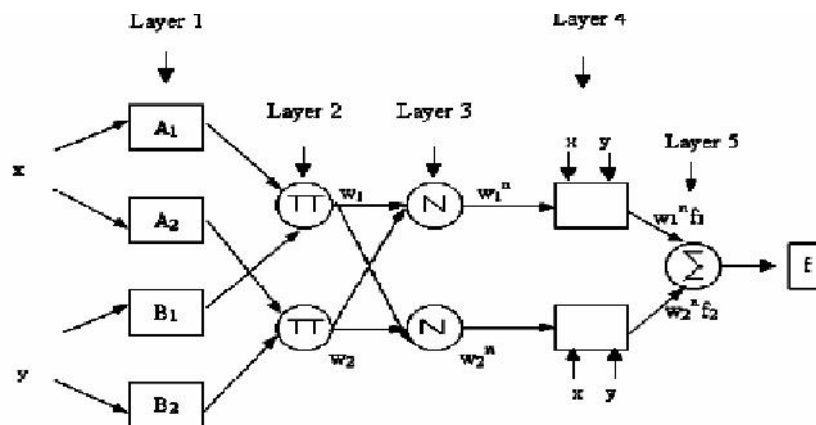 Layer 1
Layer 4
Layer 2
Layer 3
A₁
x y
Layer 5
x
Π
w₁
N
w₁ⁿ
w₁ⁿf₁
A₂
Σ
B₁
Π
w₂
N
w₂ⁿ
w₂ⁿf₂
y
x y
B₂